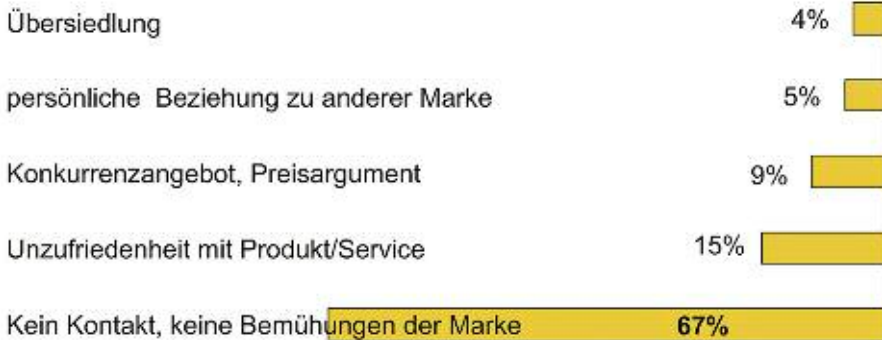 Übersiedlung 4%
persönliche Beziehung zu anderer Marke 5%
Konkurrenzangebot, Preisargument 9%
Unzufriedenheit mit Produkt/Service 15%
Kein Kontakt, keine Bemühungen der Marke 67%